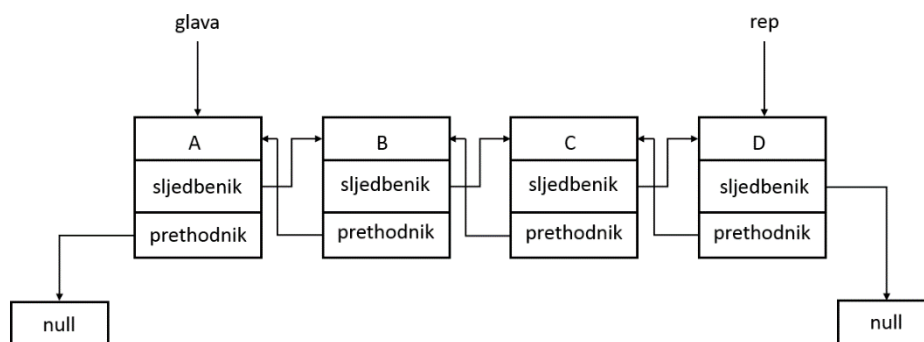 glava rep
A B C D
sljedbenik sljedbenik sljedbenik sljedbenik
prethodnik prethodnik prethodnik prethodnik
null null